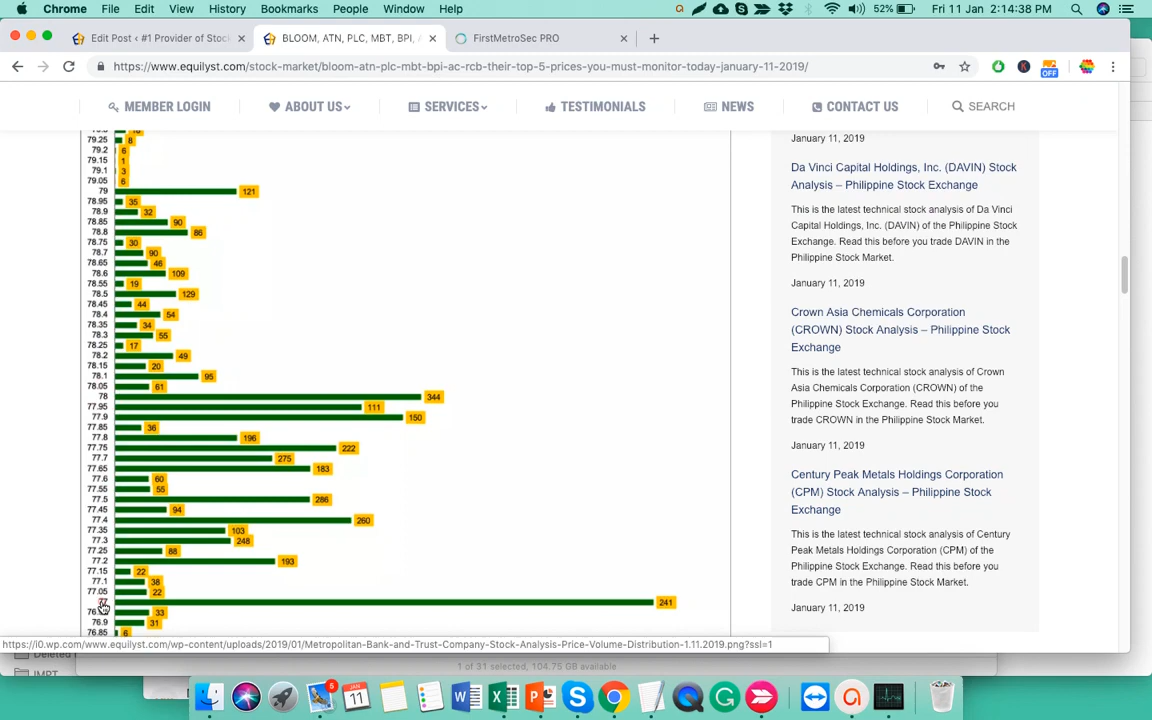 Chrome File Edit View History Bookmarks People Window Help 52% Fri 11 Jan 2:14:38 PM
Edit Post ‹ #1 Provider of Stoc × BLOOM, ATN, PLC, MBT, BPI, × FirstMetroSec PRO × +
https://www.equilyst.com/stock-market/bloom-atn-plc-mbt-bpi-ac-rcb-their-top-5-prices-you-must-monitor-today-january-11-2019/
OFF
MEMBER LOGIN ABOUT US SERVICES TESTIMONIALS NEWS CONTACT US SEARCH
79.25 8
79.2 6
79.15 1
79.1 3
79.05 6
79 121
78.95 35
78.9 32
78.85 90
78.8 86
78.75 30
78.7 90
78.65 46
78.6 109
78.55 19
78.5 129
78.45 44
78.4 54
78.35 34
78.3 55
78.25 17
78.2 49
78.15 20
78.1 95
78.05 61
78 344
77.95 111
77.9 150
77.85 36
77.8 196
77.75 222
77.7 275
77.65 183
77.6 60
77.55 55
77.5 286
77.45 94
77.4 260
77.35 103
77.3 248
77.25 88
77.2 193
77.15 22
77.1 38
77.05 22
241
33
76.9 31
76.85 6
January 11, 2019
Da Vinci Capital Holdings, Inc. (DAVIN) Stock
Analysis – Philippine Stock Exchange
This is the latest technical stock analysis of Da Vinci
Capital Holdings, Inc. (DAVIN) of the Philippine
Stock Exchange. Read this before you trade DAVIN in the
Philippine Stock Market.
January 11, 2019
Crown Asia Chemicals Corporation
(CROWN) Stock Analysis – Philippine Stock
Exchange
This is the latest technical stock analysis of Crown
Asia Chemicals Corporation (CROWN) of the
Philippine Stock Exchange. Read this before you
trade CROWN in the Philippine Stock Market.
January 11, 2019
Century Peak Metals Holdings Corporation
(CPM) Stock Analysis – Philippine Stock
Exchange
This is the latest technical stock analysis of Century
Peak Metals Holdings Corporation (CPM) of the
Philippine Stock Exchange. Read this before you
trade CPM in the Philippine Stock Market.
January 11, 2019
https://i0.wp.com/www.equilyst.com/wp-content/uploads/2019/01/Metropolitan-Bank-and-Trust-Company-Stock-Analysis-Price-Volume-Distribution-1.11.2019.png?ssl=1
1 of 31 selected, 104.75 GB available
5
JAN
11